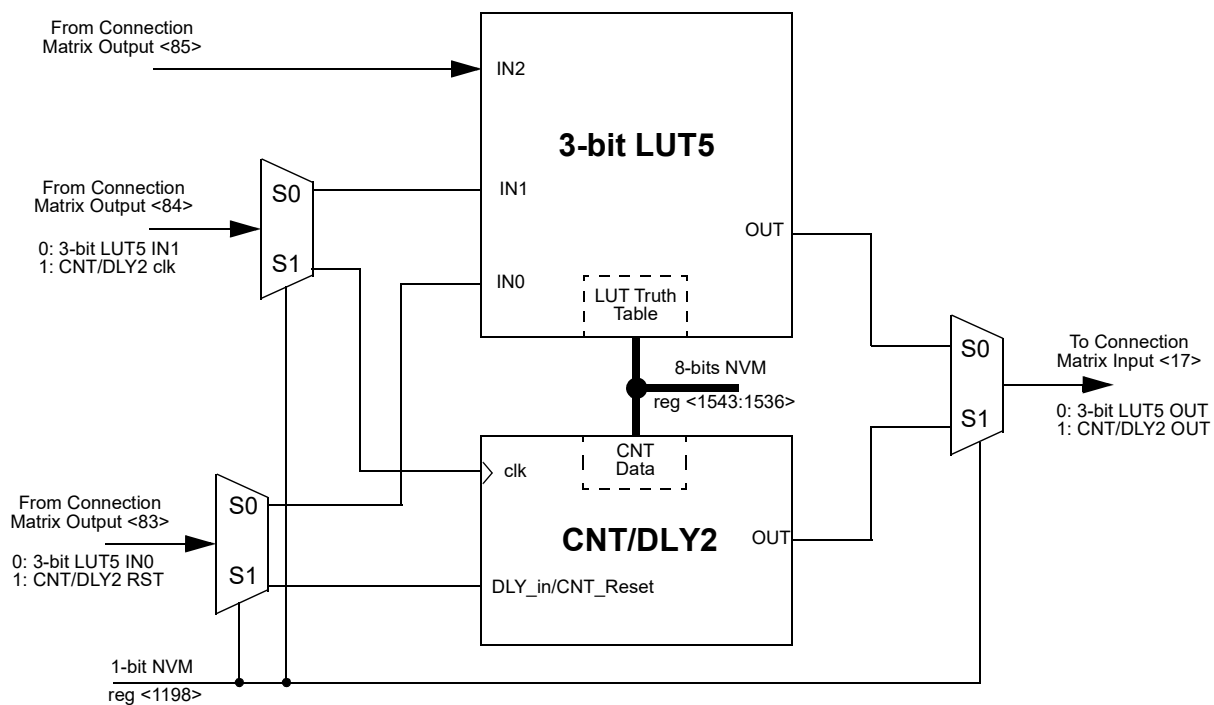 From Connection
Matrix Output <85>
IN2
3-bit LUT5
From Connection
Matrix Output <84>
0: 3-bit LUT5 IN1
1: CNT/DLY2 clk
S0
S1
IN1
IN0
OUT
LUT Truth
Table
8-bits NVM
reg <1543:1536>
S0
S1
To Connection
Matrix Input <17>
0: 3-bit LUT5 OUT
1: CNT/DLY2 OUT
CNT
Data
clk
CNT/DLY2
OUT
DLY_in/CNT_Reset
From Connection
Matrix Output <83>
0: 3-bit LUT5 IN0
1: CNT/DLY2 RST
S0
S1
1-bit NVM
reg <1198>